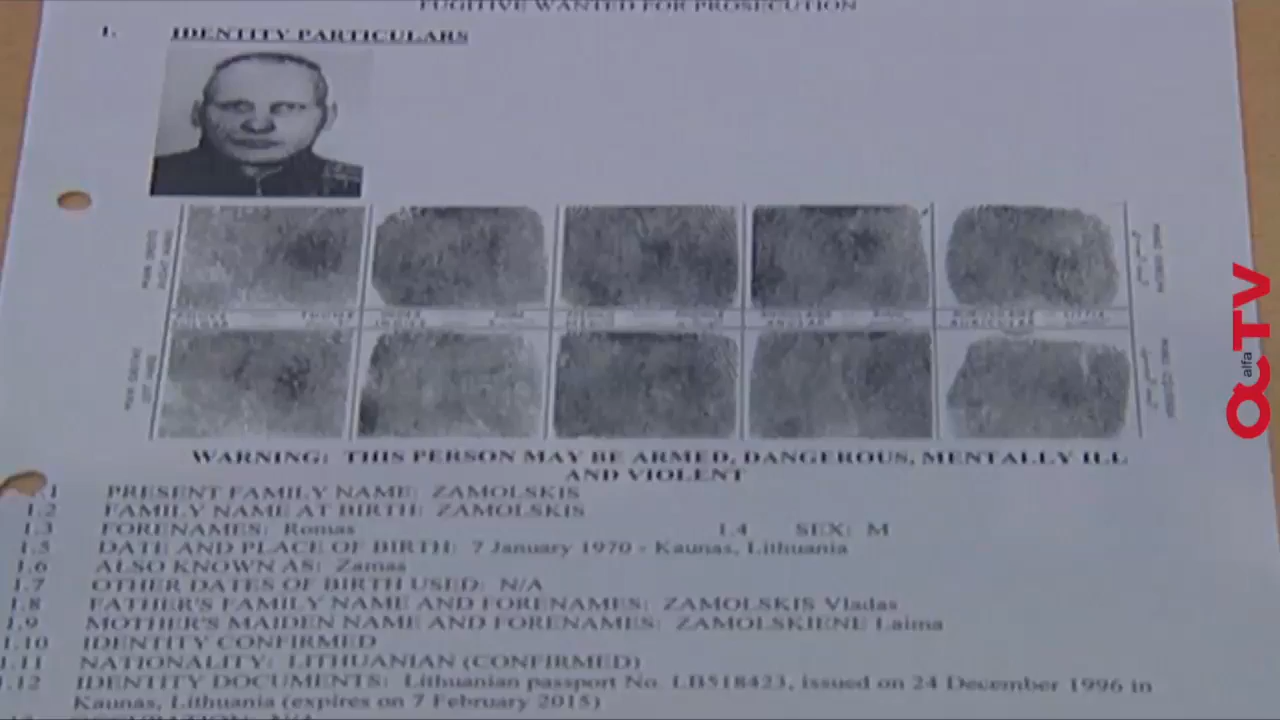 FUGITIVE WANTED FOR PROSECUTION
1. IDENTITY PARTICULARS
WARNING: THIS PERSON MAY BE ARMED, DANGEROUS, MENTALLY ILL
AND VIOLENT
1.1 PRESENT FAMILY NAME: ZAMOLSKIS
1.2 FAMILY NAME AT BIRTH: ZAMOLSKIS
1.3 FORENAMES: Romas 1.4 SEX: M
1.5 DATE AND PLACE OF BIRTH: 7 January 1970 - Kaunas, Lithuania
1.6 ALSO KNOWN AS: Zamas
1.7 OTHER DATES OF BIRTH USED: N/A
1.8 FATHER'S FAMILY NAME AND FORENAMES: ZAMOLSKIS Vladas
1.9 MOTHER'S MAIDEN NAME AND FORENAMES: ZAMOLSKIENE Laima
1.10 IDENTITY CONFIRMED
1.11 NATIONALITY: LITHUANIAN (CONFIRMED)
1.12 IDENTITY DOCUMENTS: Lithuanian passport No. LB518423, issued on 24 December 1996 in
Kaunas, Lithuania (expires on 7 February 2015)
alfa TV